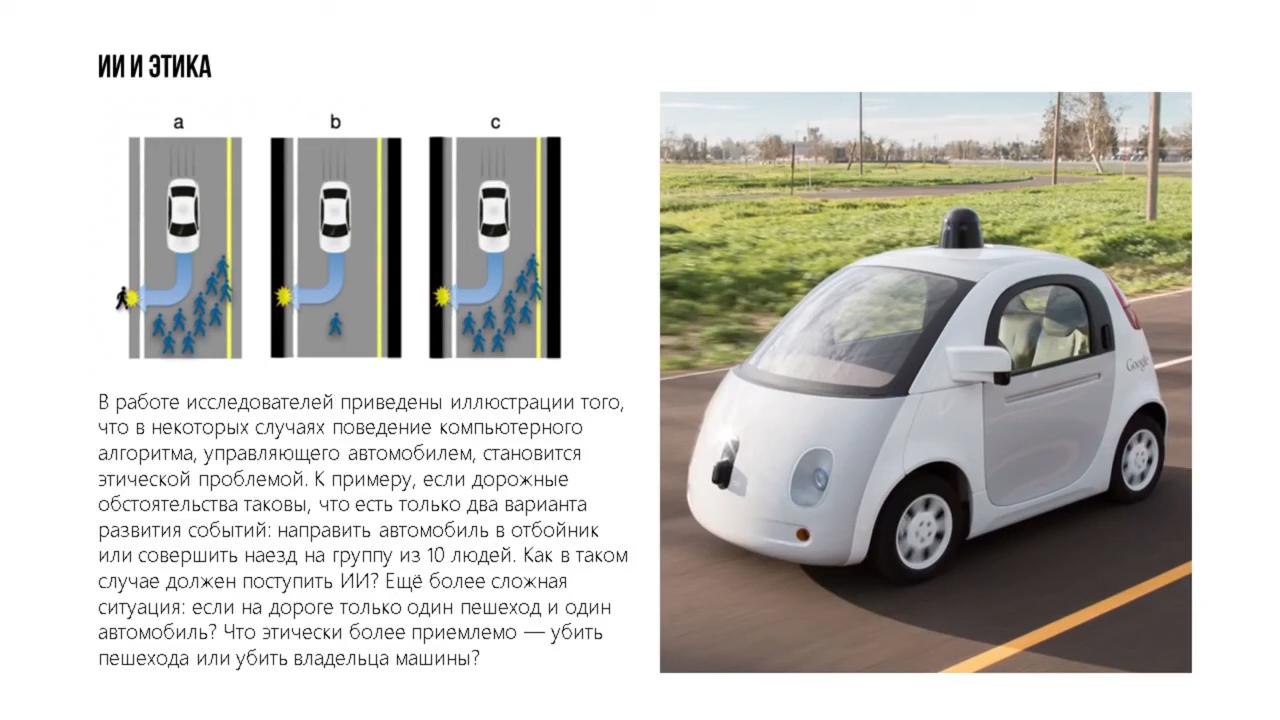 ИИ И ЭТИКА
a b c
В работе исследователей приведены иллюстрации того,
что в некоторых случаях поведение компьютерного
алгоритма, управляющего автомобилем, становится
этической проблемой. К примеру, если дорожные
обстоятельства таковы, что есть только два варианта
развития событий: направить автомобиль в отбойник
или совершить наезд на группу из 10 людей. Как в таком
случае должен поступить ИИ? Ещё более сложная
ситуация: если на дороге только один пешеход и один
автомобиль? Что этически более приемлемо — убить
пешехода или убить владельца машины?
Google